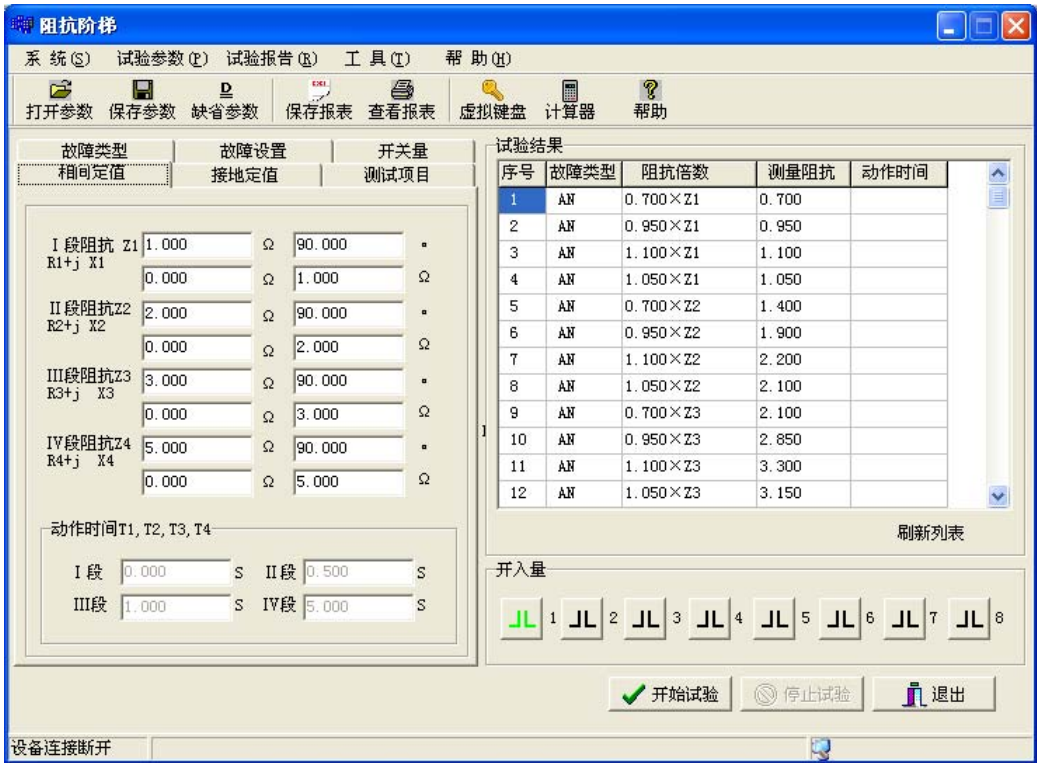 阻抗阶梯
系 统(S) 试验参数(P) 试验报告(R) 工 具(T) 帮 助(H)
打开参数 保存参数 缺省参数 保存报表 查看报表 虚拟键盘 计算器 帮助
故障类型 故障设置 开关量
相间定值 接地定值 测试项目
I 段阻抗 Z1 1.000 Ω 90.000 °
R1+j X1
0.000 Ω 1.000 Ω
II 段阻抗Z2 2.000 Ω 90.000 °
R2+j X2
0.000 Ω 2.000 Ω
III段阻抗Z3 3.000 Ω 90.000 °
R3+j X3
0.000 Ω 3.000 Ω
IV段阻抗Z4 5.000 Ω 90.000 °
R4+j X4
0.000 Ω 5.000 Ω
动作时间T1, T2, T3, T4
I 段 0.000 S II 段 0.500 S
III段 1.000 S IV段 5.000 S
试验结果
序号 故障类型 阻抗倍数 测量阻抗 动作时间
1 AN 0.700×Z1 0.700
2 AN 0.950×Z1 0.950
3 AN 1.100×Z1 1.100
4 AN 1.050×Z1 1.050
5 AN 0.700×Z2 1.400
6 AN 0.950×Z2 1.900
7 AN 1.100×Z2 2.200
8 AN 1.050×Z2 2.100
9 AN 0.700×Z3 2.100
10 AN 0.950×Z3 2.850
11 AN 1.100×Z3 3.300
12 AN 1.050×Z3 3.150
刷新列表
开入量
1 2 3 4 5 6 7 8
开始试验 停止试验 退出
设备连接断开